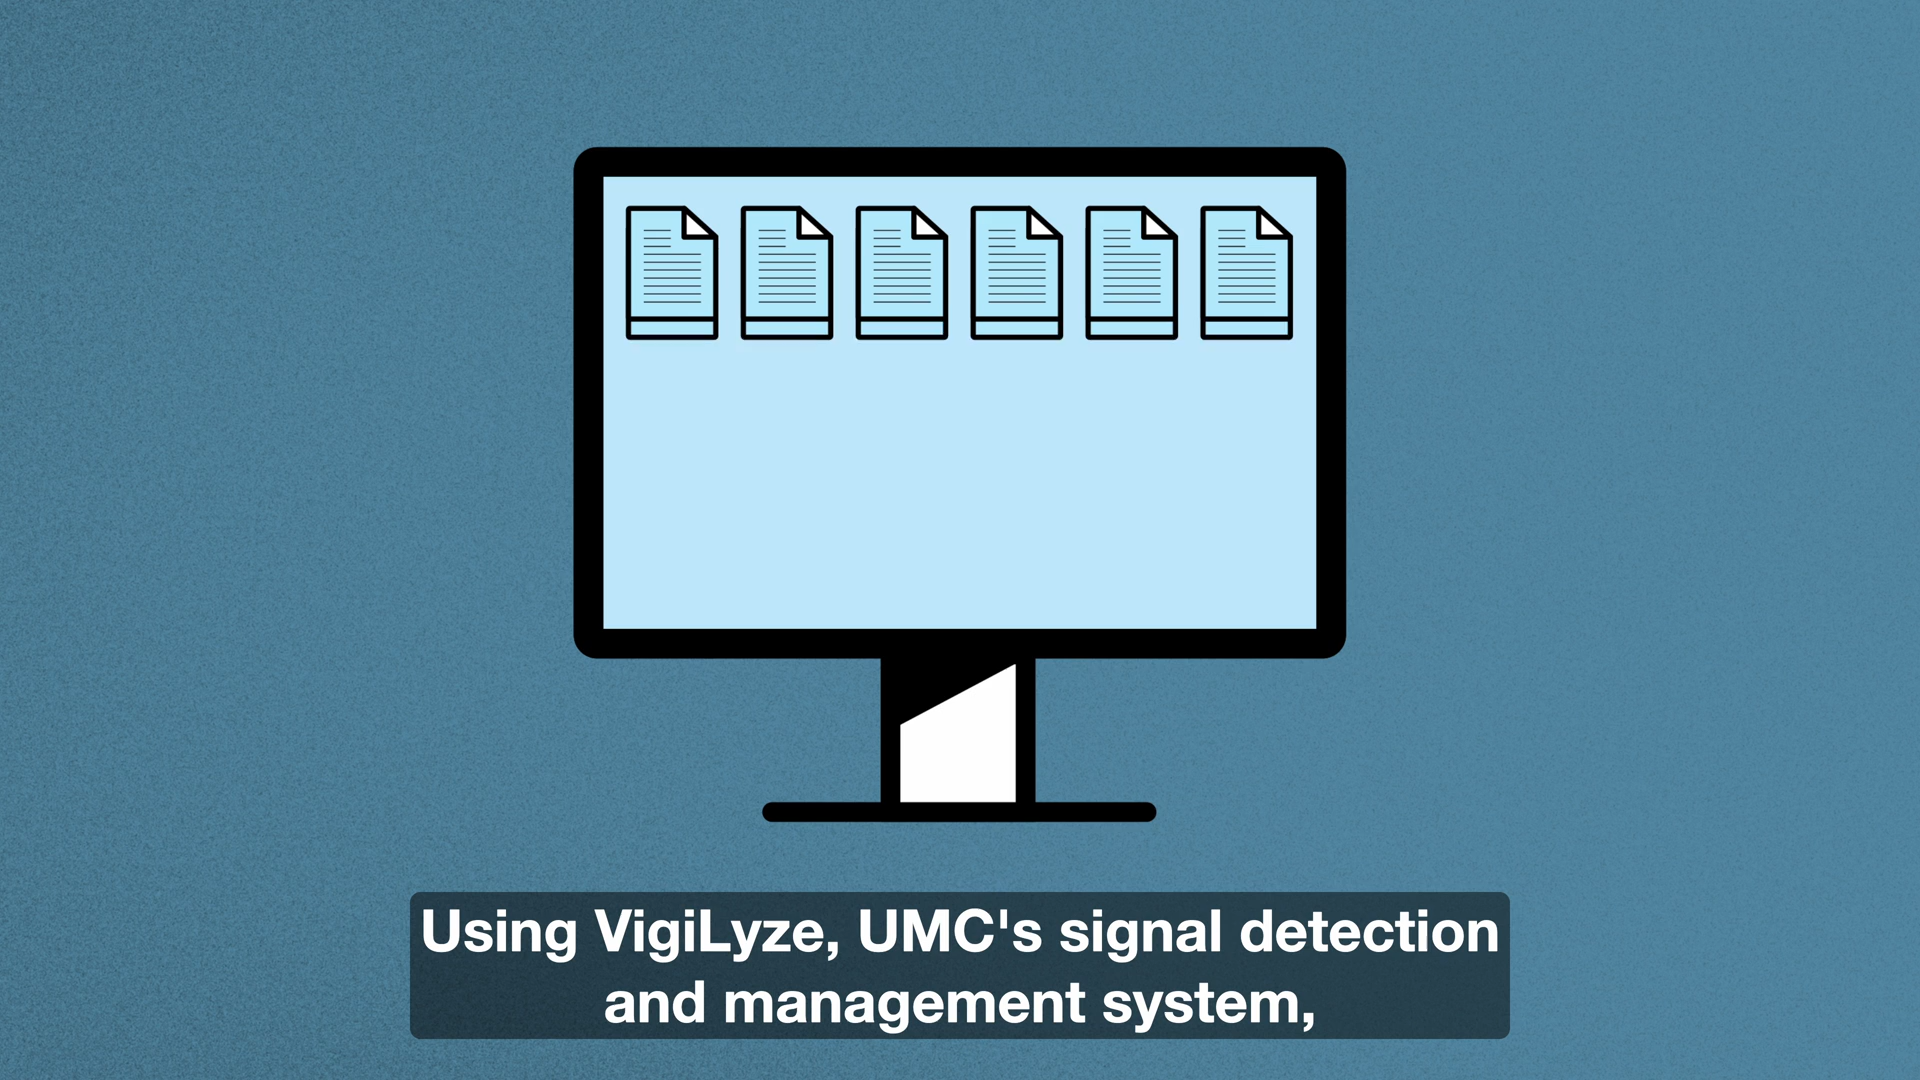 Using VigiLyze, UMC's signal detection
and management system,